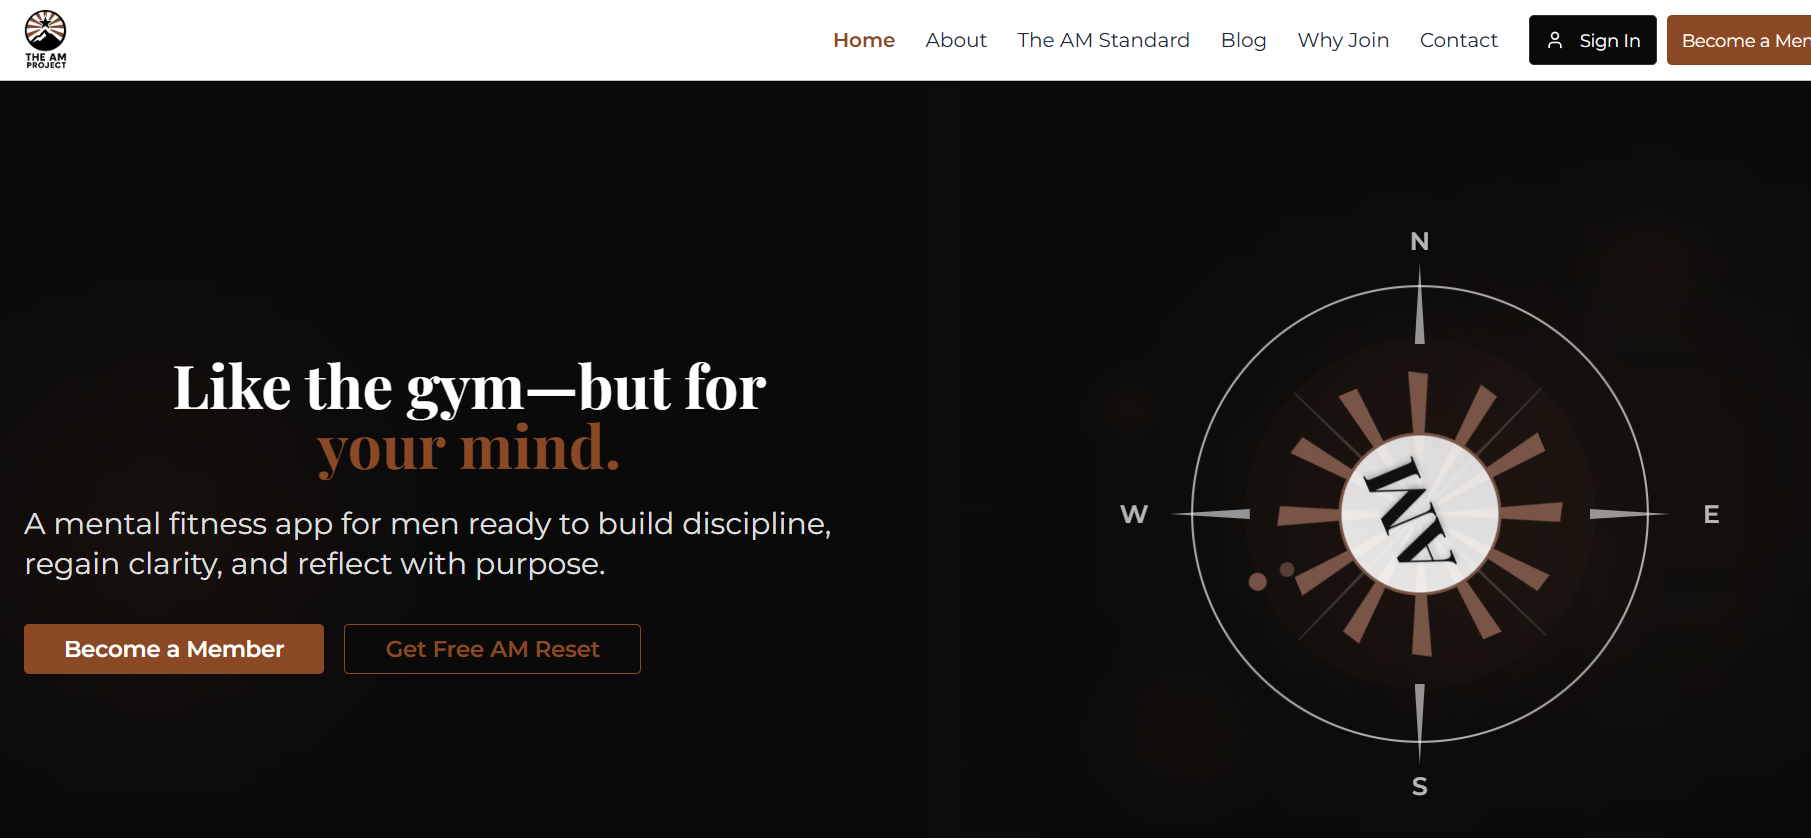 THE AM
PROJECT
Home
About
The AM Standard
Blog
Why Join
Contact
Sign In
Become a Mem
Like the gym—but for
your mind.
A mental fitness app for men ready to build discipline,
regain clarity, and reflect with purpose.
Become a Member
Get Free AM Reset
N
W
AM
E
S